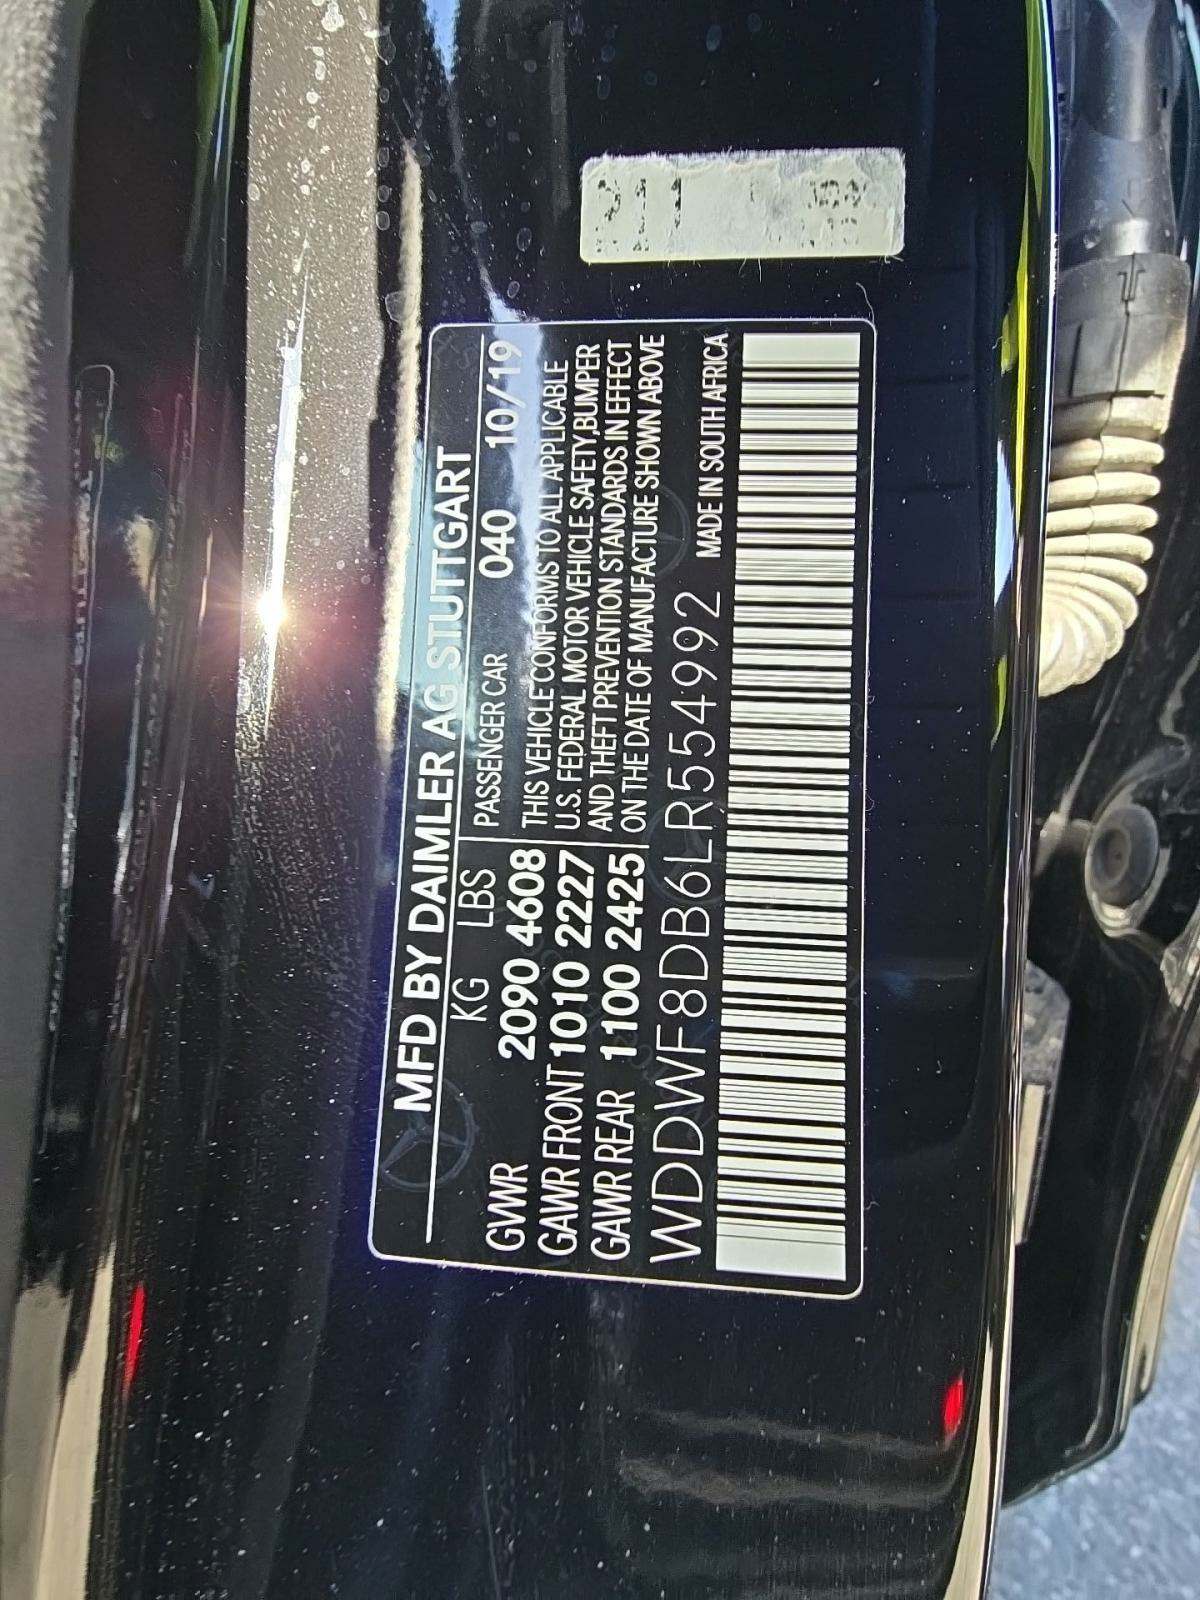 MFD BY DAIMLER AG STUTTGART
KG LBS
GVWR 2090 4608
GAWR FRONT 1010 2227
GAWR REAR 1100 2425
PASSENGER CAR 040 10/19
THIS VEHICLE CONFORMS TO ALL APPLICABLE
U.S. FEDERAL MOTOR VEHICLE SAFETY,BUMPER
AND THEFT PREVENTION STANDARDS IN EFFECT
ON THE DATE OF MANUFACTURE SHOWN ABOVE
WDDWF8DB6LR554992 MADE IN SOUTH AFRICA